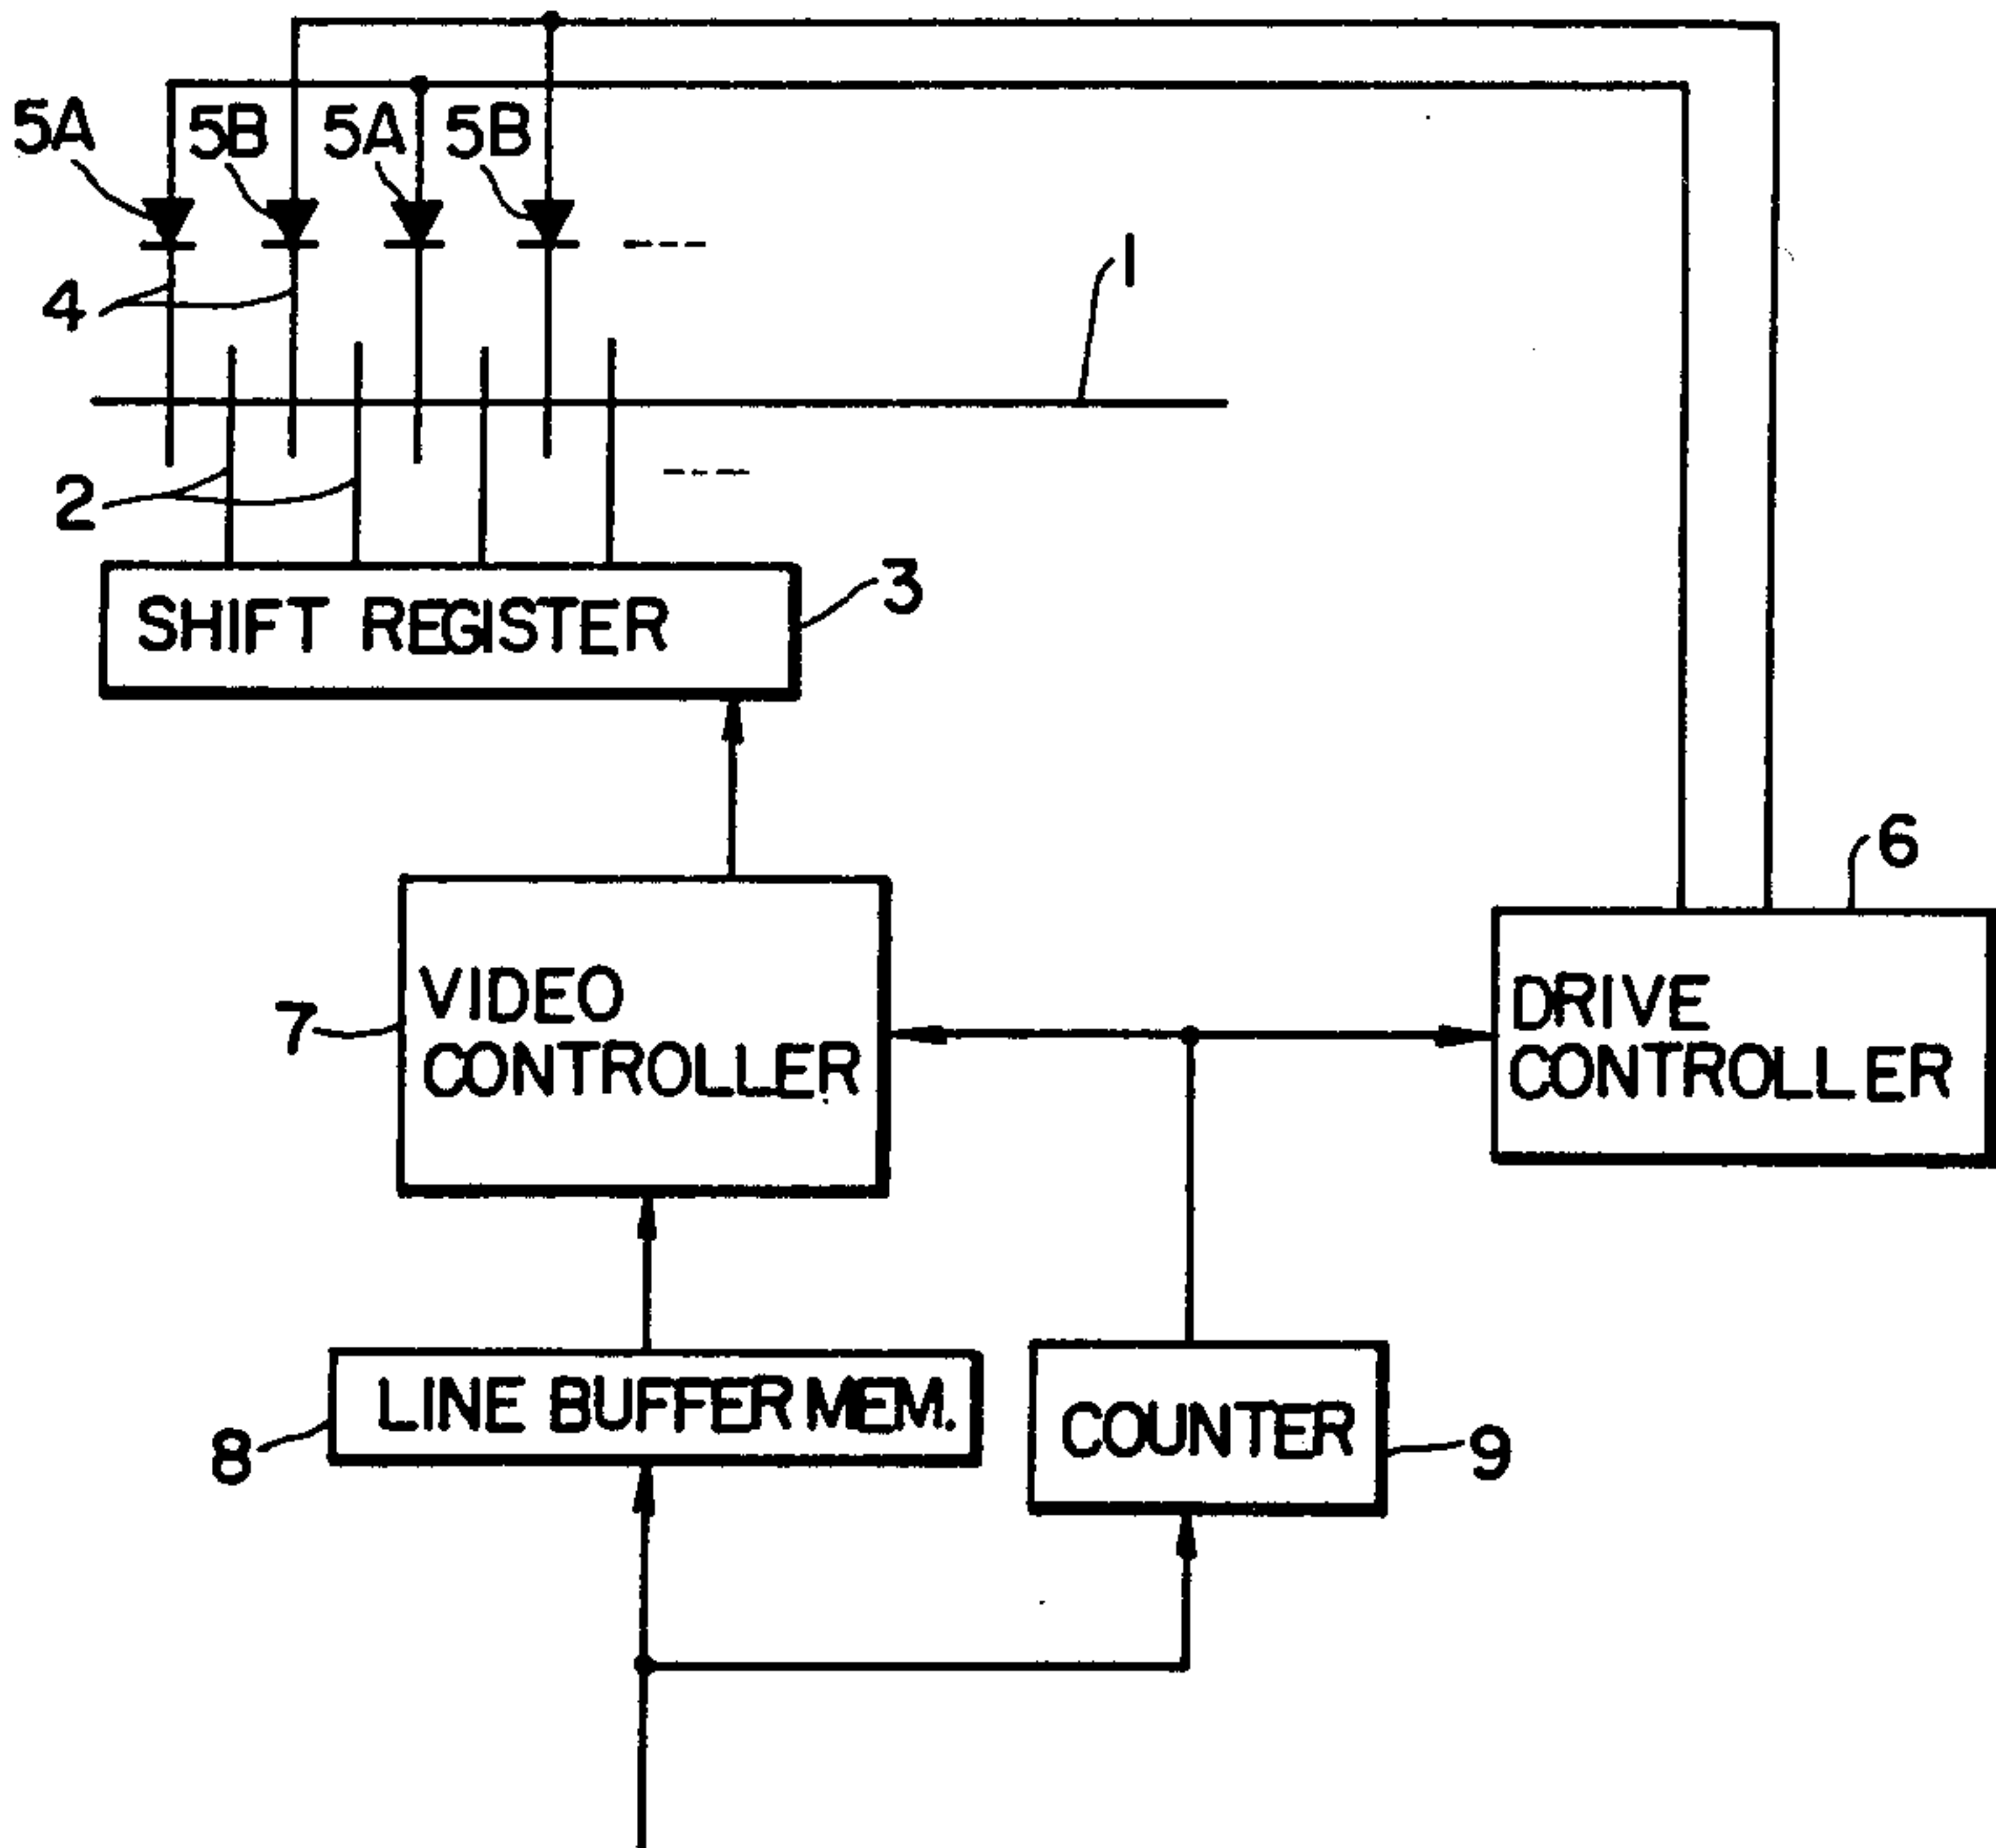 5A 5B 5A 5B
1
4
2
SHIFT REGISTER
3
6
VIDEO
CONTROLLER
7
DRIVE
CONTROLLER
LINE BUFFER MEM.
8
COUNTER
9